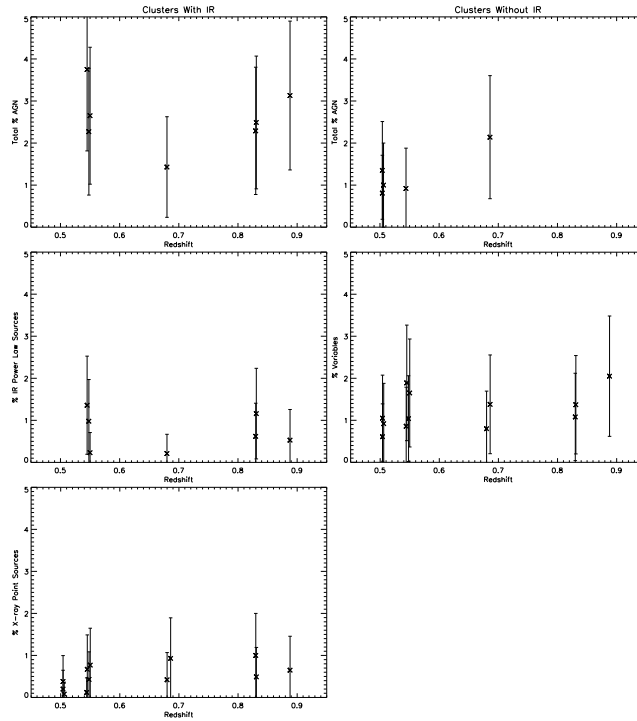 Clusters With IR
Clusters Without IR
Total % AGN
5
4
3
2
1
0
0.5 0.6 0.7 0.8 0.9
Redshift
Total % AGN
5
4
3
2
1
0
0.5 0.6 0.7 0.8 0.9
Redshift
% IR Power Law Sources
5
4
3
2
1
0
0.5 0.6 0.7 0.8 0.9
Redshift
% Variables
5
4
3
2
1
0
0.5 0.6 0.7 0.8 0.9
Redshift
% X-ray Point Sources
5
4
3
2
1
0
0.5 0.6 0.7 0.8 0.9
Redshift